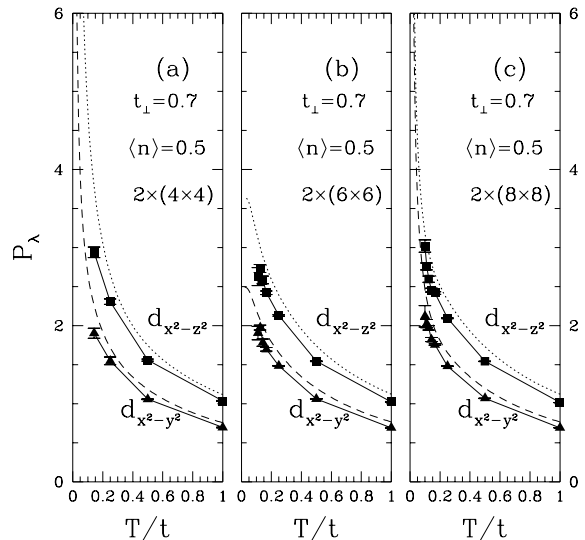 6
4
2
0
P_λ
(a)
t_⊥=0.7
⟨n⟩=0.5
2×(4×4)
d_{x²−z²}
d_{x²−y²}
0 0.2 0.4 0.6 0.8 1
T/t
(b)
t_⊥=0.7
⟨n⟩=0.5
2×(6×6)
d_{x²−z²}
d_{x²−y²}
0 0.2 0.4 0.6 0.8 1
T/t
(c)
t_⊥=0.7
⟨n⟩=0.5
2×(8×8)
d_{x²−z²}
d_{x²−y²}
0 0.2 0.4 0.6 0.8 1
T/t
6
4
2
0